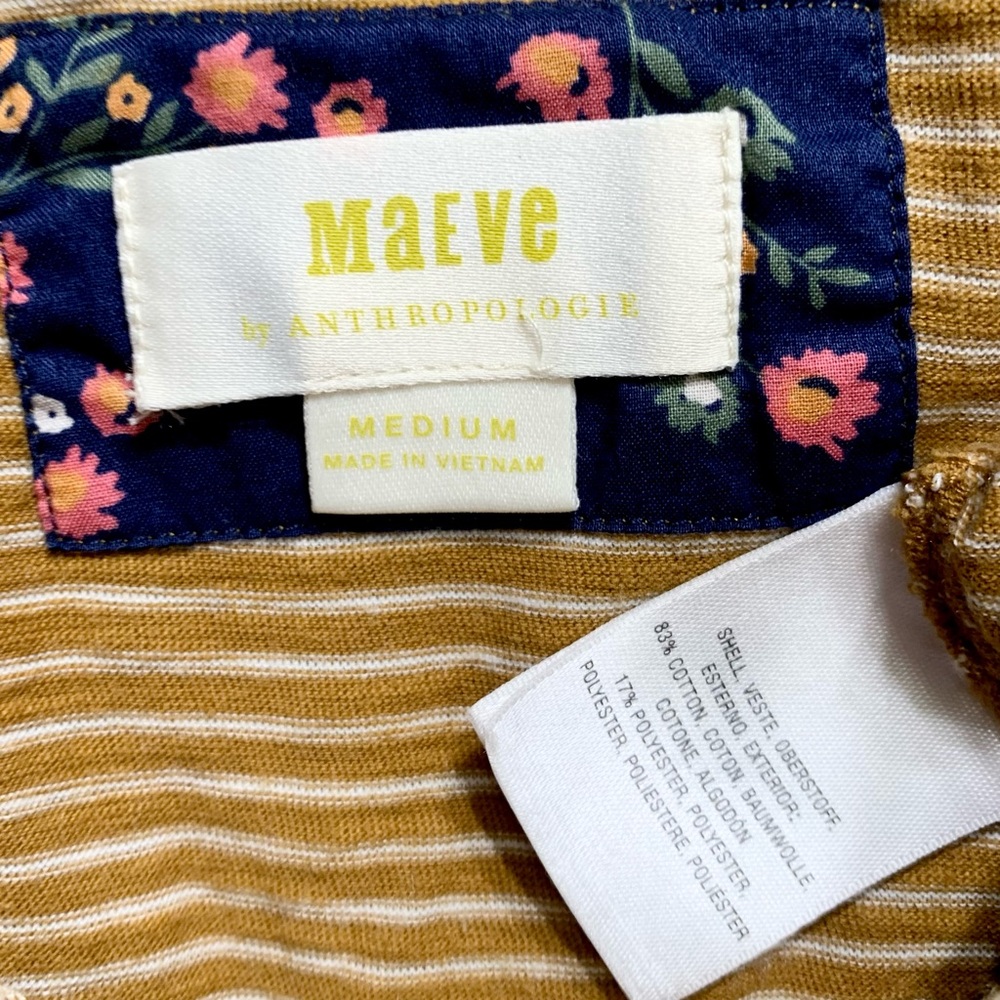 MaEVe
by ANTHROPOLOGIE
MEDIUM
MADE IN VIETNAM
SHELL, VESTE, OBERSTOFF,
ESTERNO, EXTERIOR:
83% COTTON, COTON, BAUMWOLLE,
COTONE, ALGODÓN
17% POLYESTER, POLYESTER,
POLYESTER, POLIESTERE, POLIÉSTER